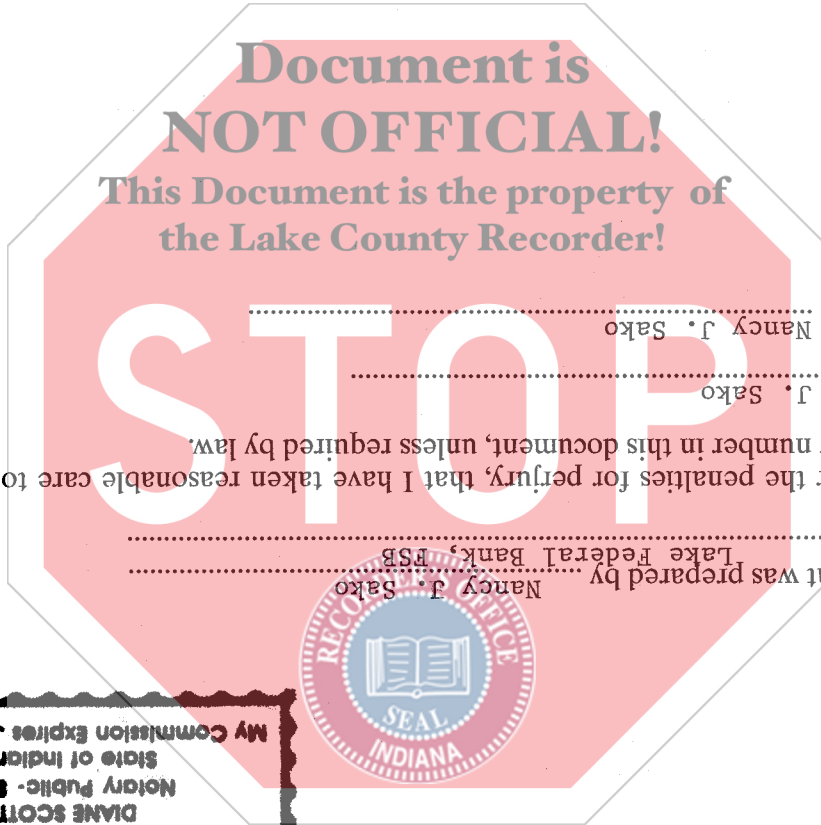 Document is
NOT OFFICIAL!
This Document is the property of
the Lake County Recorder!
STOP
RECORDER'S OFFICE
SEAL
INDIANA
DIANE SCOTT
Notary Public -
State of Indian
My Commission Expires
was prepared by Nancy J. Sako
Lake Federal Bank, FSB
the penalties for perjury, that I have taken reasonable care to
number in this document, unless required by law.
J. Sako
Nancy J. Sako